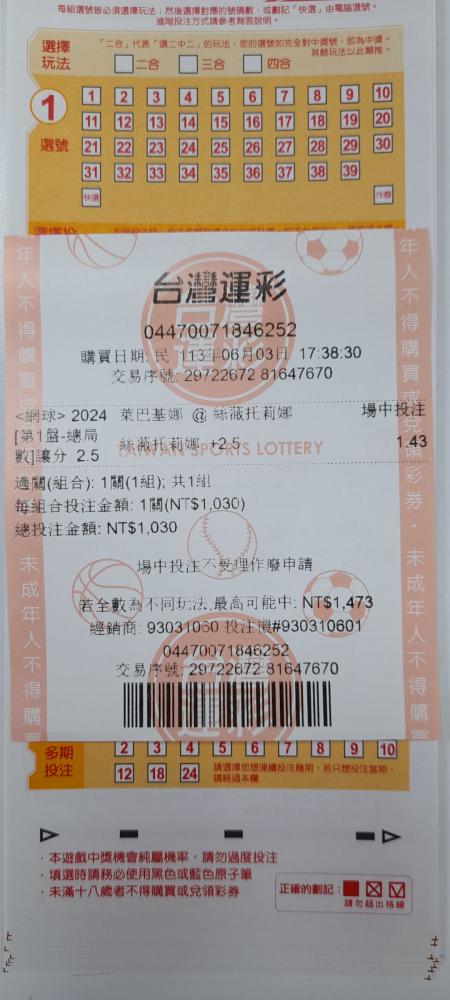 每組選號皆必須選擇玩法；然後選擇對應的號碼數，或劃記「快選」由電腦選號。
進階投注方式請參考背面說明。
選擇玩法
「二合」代表「選二中二」的玩法，您的選號如完全對中獎號，即為中獎。
其餘玩法以此類推。
二合 三合 四合
1 選號
1 2 3 4 5 6 7 8 9 10
11 12 13 14 15 16 17 18 19 20
21 22 23 24 25 26 27 28 29 30
31 32 33 34 35 36 37 38 39
快選 作廢
台灣運彩
04470071846252
購買日期: 民 113年06月03日 17:38:30
交易序號: 29722672 81647670
<網球> 2024 萊巴基娜 @ 絲薇托莉娜 場中投注
[第1盤-總局數]讓分 2.5 絲薇托莉娜 +2.5 1.43
TAIWAN SPORTS LOTTERY
過關(組合): 1關(1組); 共1組
每組合投注金額: 1關(NT$1,030)
總投注金額: NT$1,030
場中投注不受理作廢申請
若全數為不同玩法,最高可能中: NT$1,473
經銷商: 93031060 投注機#930310601
04470071846252
交易序號: 29722672 81647670
年人不得購買或兌領彩券・未成年人不得購買
多期投注
2 3 4 5 6 7 8 9 10
12 18 24
請選擇您想連續投注幾期，若只想投注當期，
請略過本欄
・本遊戲中獎機會純屬機率，請勿過度投注
・填選時請務必使用黑色或藍色原子筆
・未滿十八歲者不得購買或兌領彩券
正確的劃記：
請勿超出格線